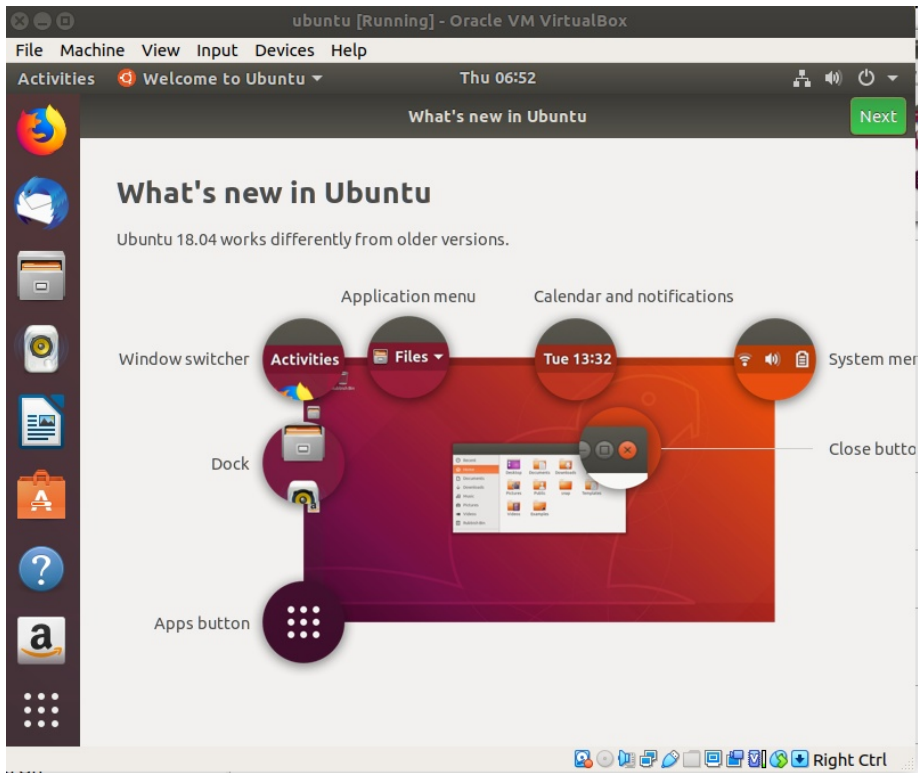 ubuntu [Running] - Oracle VM VirtualBox
File Machine View Input Devices Help
Activities Welcome to Ubuntu Thu 06:52
What's new in Ubuntu Next
What's new in Ubuntu
Ubuntu 18.04 works differently from older versions.
Application menu Calendar and notifications
Window switcher Activities Files Tue 13:32 System mer
Close butto
Dock
Apps button
Right Ctrl